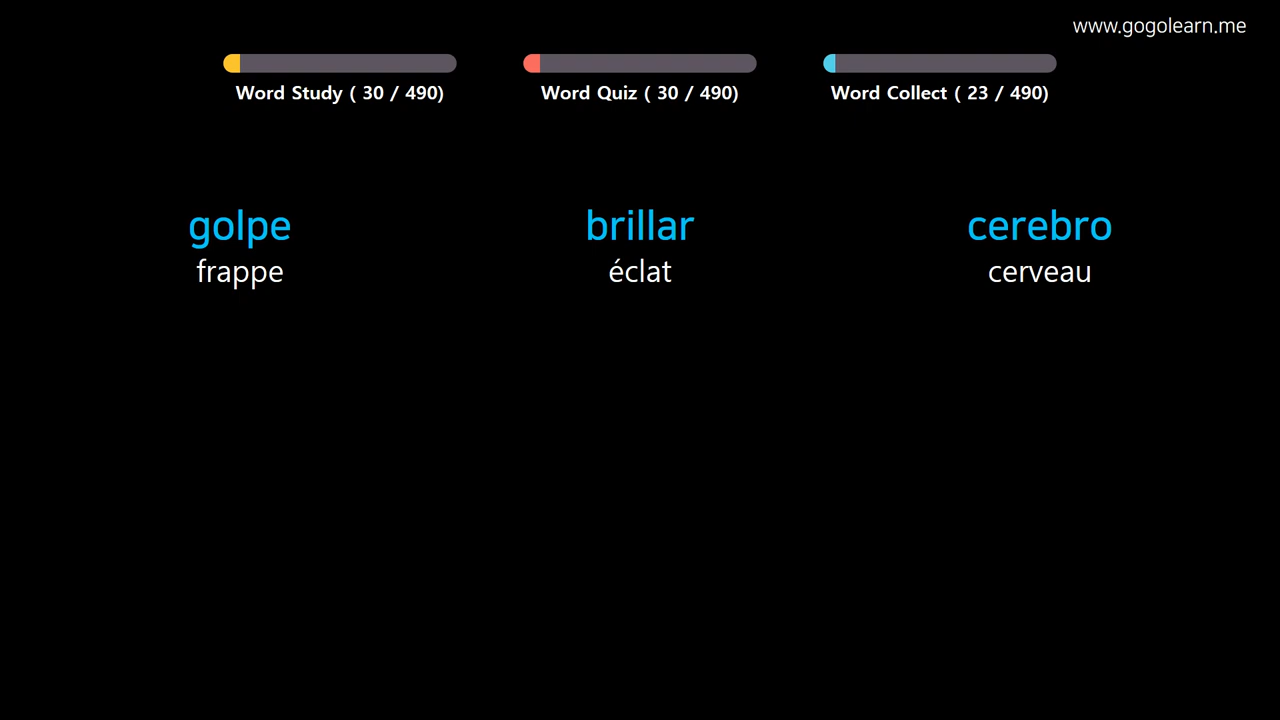 www.gogolearn.me
Word Study ( 30 / 490)
Word Quiz ( 30 / 490)
Word Collect ( 23 / 490)
golpe
frappe
brillar
éclat
cerebro
cerveau